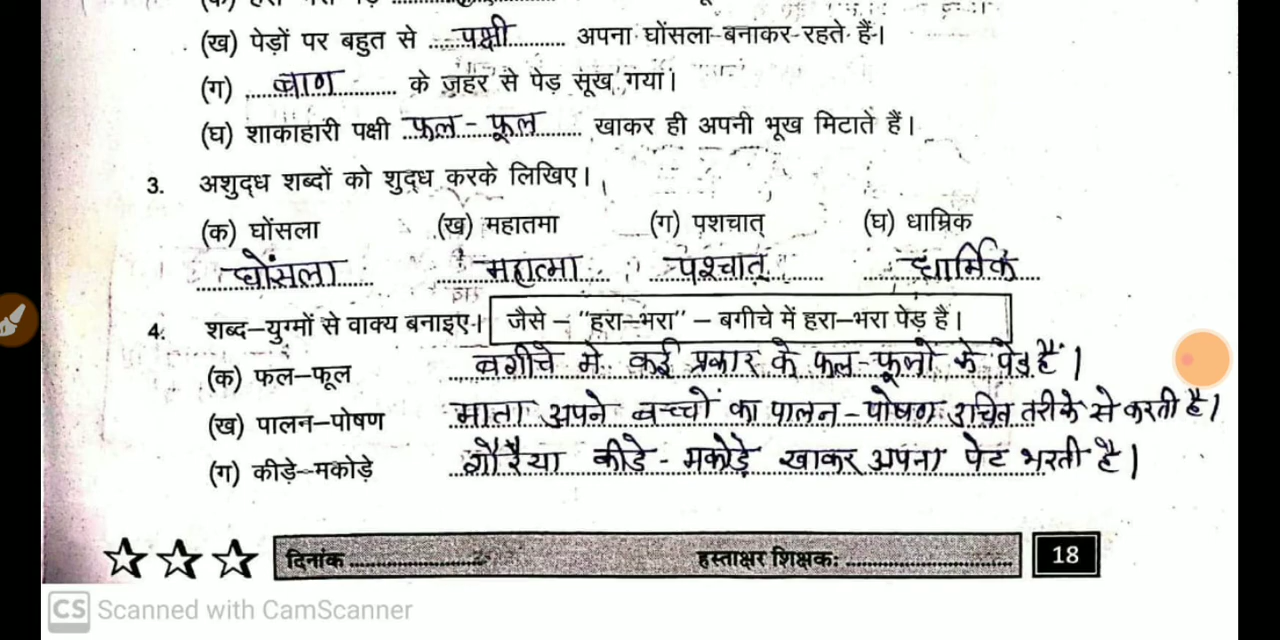 (ख) पेड़ों पर बहुत से ....पक्षी.... अपना घोंसला बनाकर रहते हैं।
(ग) ....बाण.... के ज़हर से पेड़ सूख गया।
(घ) शाकाहारी पक्षी ..फल-फूल.. खाकर ही अपनी भूख मिटाते हैं।
3. अशुद्ध शब्दों को शुद्ध करके लिखिए।
(क) घोंसला (ख) महातमा (ग) पशचात् (घ) धाम्रिक
घोंसला महात्मा पश्चात् धार्मिक
4. शब्द–युग्मों से वाक्य बनाइए। जैसे – "हरा–भरा" – बगीचे में हरा–भरा पेड़ है।
(क) फल–फूल बगीचे मे कई प्रकार के फल-फूलो के पेड़ हैं।
(ख) पालन–पोषण माता अपने बच्चों का पालन-पोषण उचित तरीके से करती है।
(ग) कीड़े–मकोड़े गौरैया कीडे-मकोड़े खाकर अपना पेट भरती है।
दिनांक .................... हस्ताक्षर शिक्षक: .................... 18
CS Scanned with CamScanner